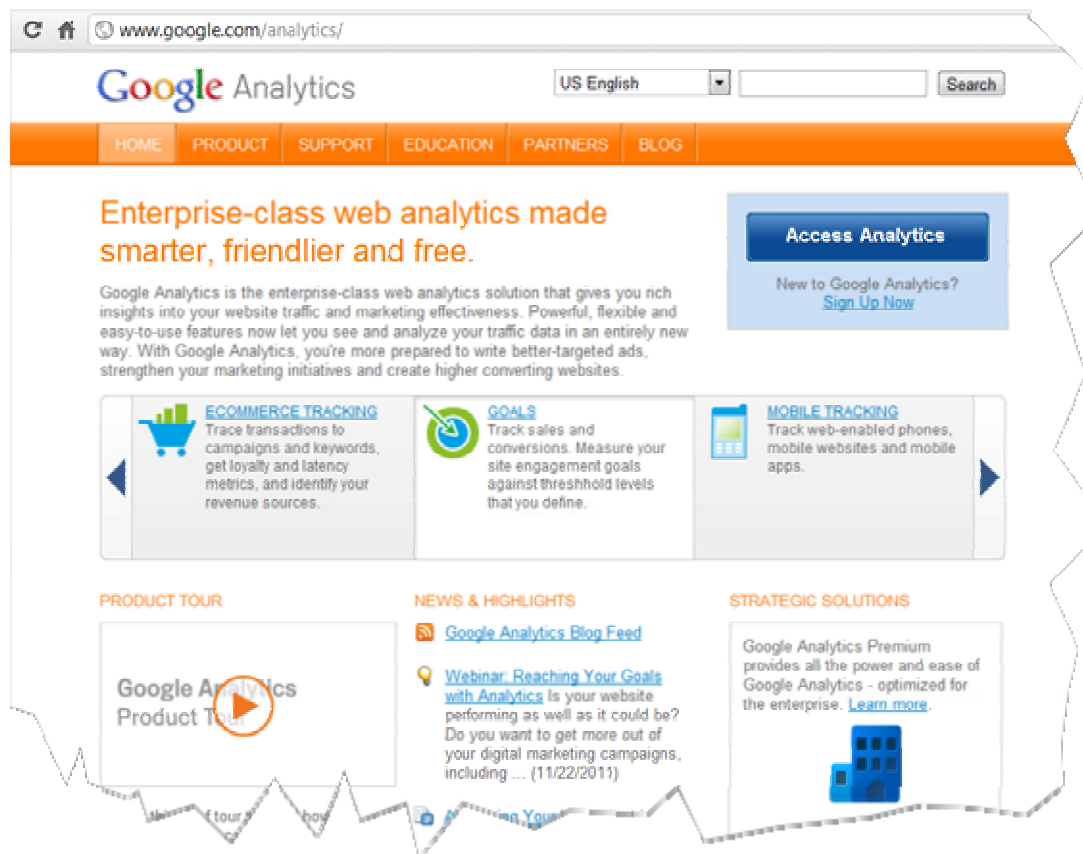 www.google.com/analytics/
Google Analytics
US English
Search
HOME
PRODUCT
SUPPORT
EDUCATION
PARTNERS
BLOG
Enterprise-class web analytics made
smarter, friendlier and free.
Google Analytics is the enterprise-class web analytics solution that gives you rich
insights into your website traffic and marketing effectiveness. Powerful, flexible and
easy-to-use features now let you see and analyze your traffic data in an entirely new
way. With Google Analytics, you're more prepared to write better-targeted ads,
strengthen your marketing initiatives and create higher converting websites.
Access Analytics
New to Google Analytics?
Sign Up Now
ECOMMERCE TRACKING
Trace transactions to
campaigns and keywords,
get loyalty and latency
metrics, and identify your
revenue sources.
GOALS
Track sales and
conversions. Measure your
site engagement goals
against threshhold levels
that you define.
MOBILE TRACKING
Track web-enabled phones,
mobile websites and mobile
apps.
PRODUCT TOUR
Google Analytics
Product Tour
NEWS & HIGHLIGHTS
Google Analytics Blog Feed
Webinar: Reaching Your Goals
with Analytics Is your website
performing as well as it could be?
Do you want to get more out of
your digital marketing campaigns,
including ... (11/22/2011)
Your
STRATEGIC SOLUTIONS
Google Analytics Premium
provides all the power and ease of
Google Analytics - optimized for
the enterprise. Learn more.